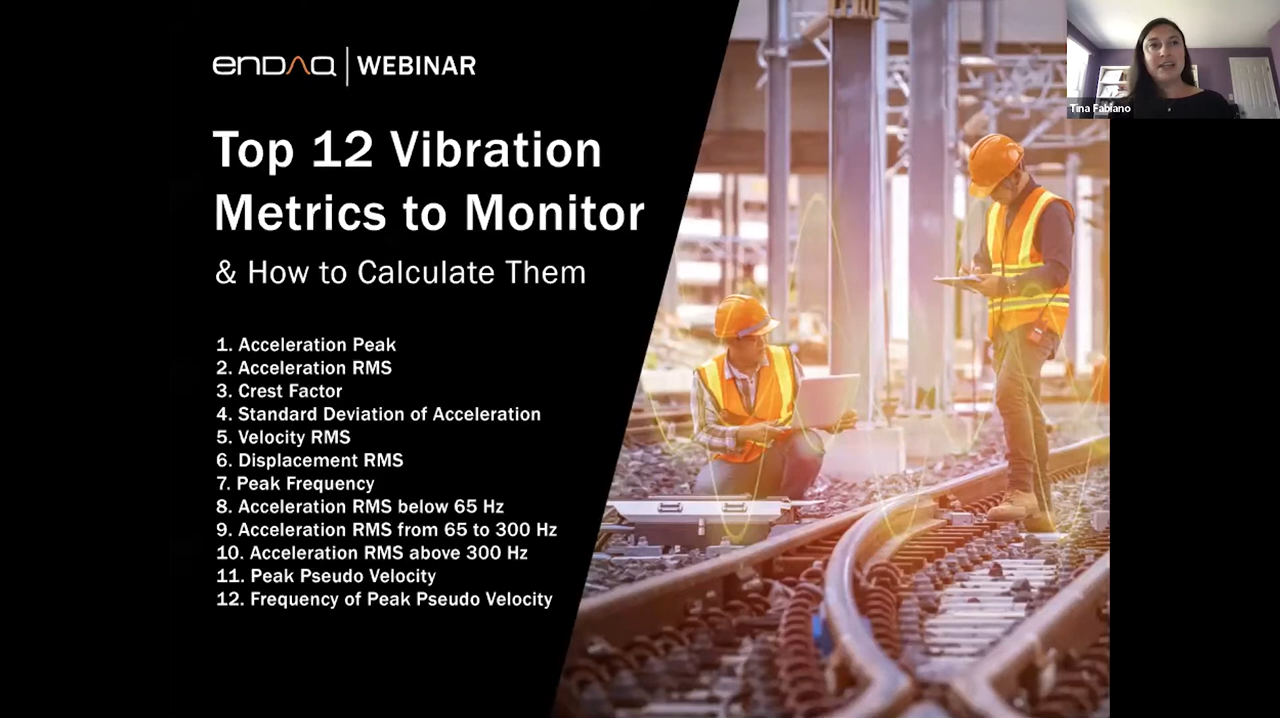 enDAQ WEBINAR
Top 12 Vibration
Metrics to Monitor
& How to Calculate Them
1. Acceleration Peak
2. Acceleration RMS
3. Crest Factor
4. Standard Deviation of Acceleration
5. Velocity RMS
6. Displacement RMS
7. Peak Frequency
8. Acceleration RMS below 65 Hz
9. Acceleration RMS from 65 to 300 Hz
10. Acceleration RMS above 300 Hz
11. Peak Pseudo Velocity
12. Frequency of Peak Pseudo Velocity
Tina Fabiano